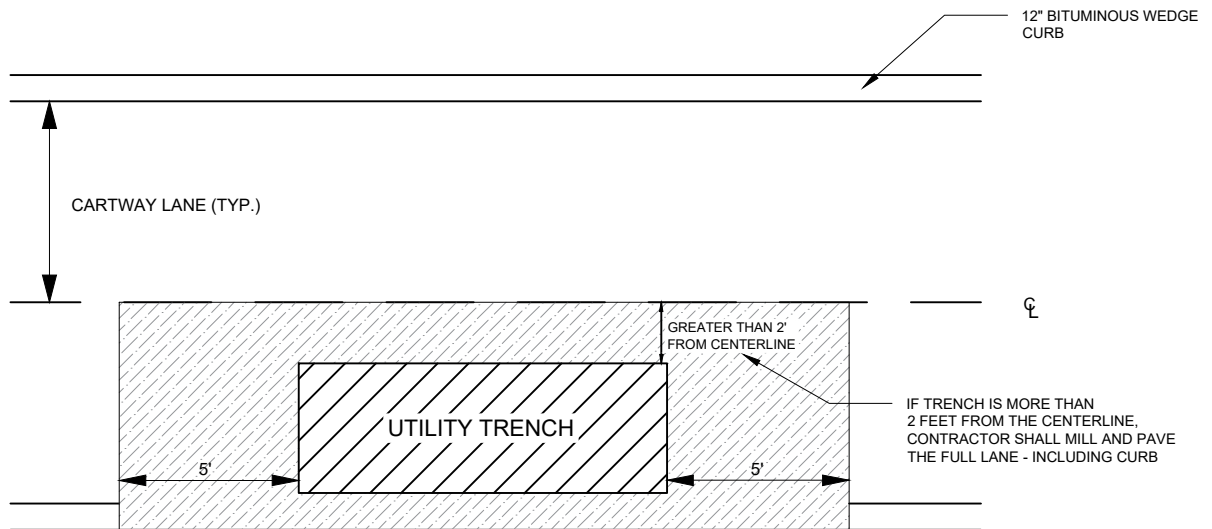 12" BITUMINOUS WEDGE
CURB
CARTWAY LANE (TYP.)
℄
GREATER THAN 2'
FROM CENTERLINE
IF TRENCH IS MORE THAN
2 FEET FROM THE CENTERLINE,
CONTRACTOR SHALL MILL AND PAVE
THE FULL LANE - INCLUDING CURB
UTILITY TRENCH
5'
5'